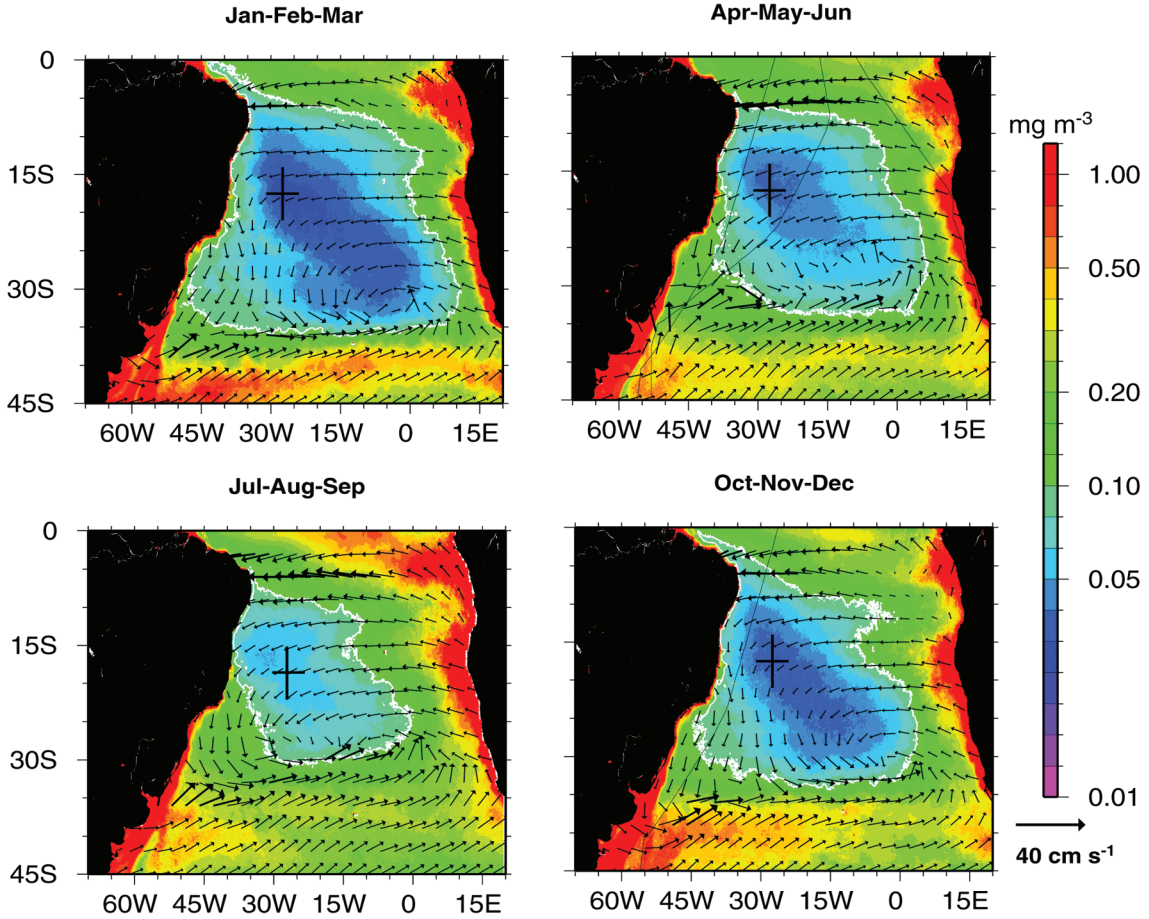 Jan-Feb-Mar
Apr-May-Jun
0
15S
30S
45S
60W 45W 30W 15W 0 15E
60W 45W 30W 15W 0 15E
mg m-3
1.00
0.50
0.20
0.10
0.05
0.01
40 cm s-1
Jul-Aug-Sep
Oct-Nov-Dec
0
15S
30S
45S
60W 45W 30W 15W 0 15E
60W 45W 30W 15W 0 15E